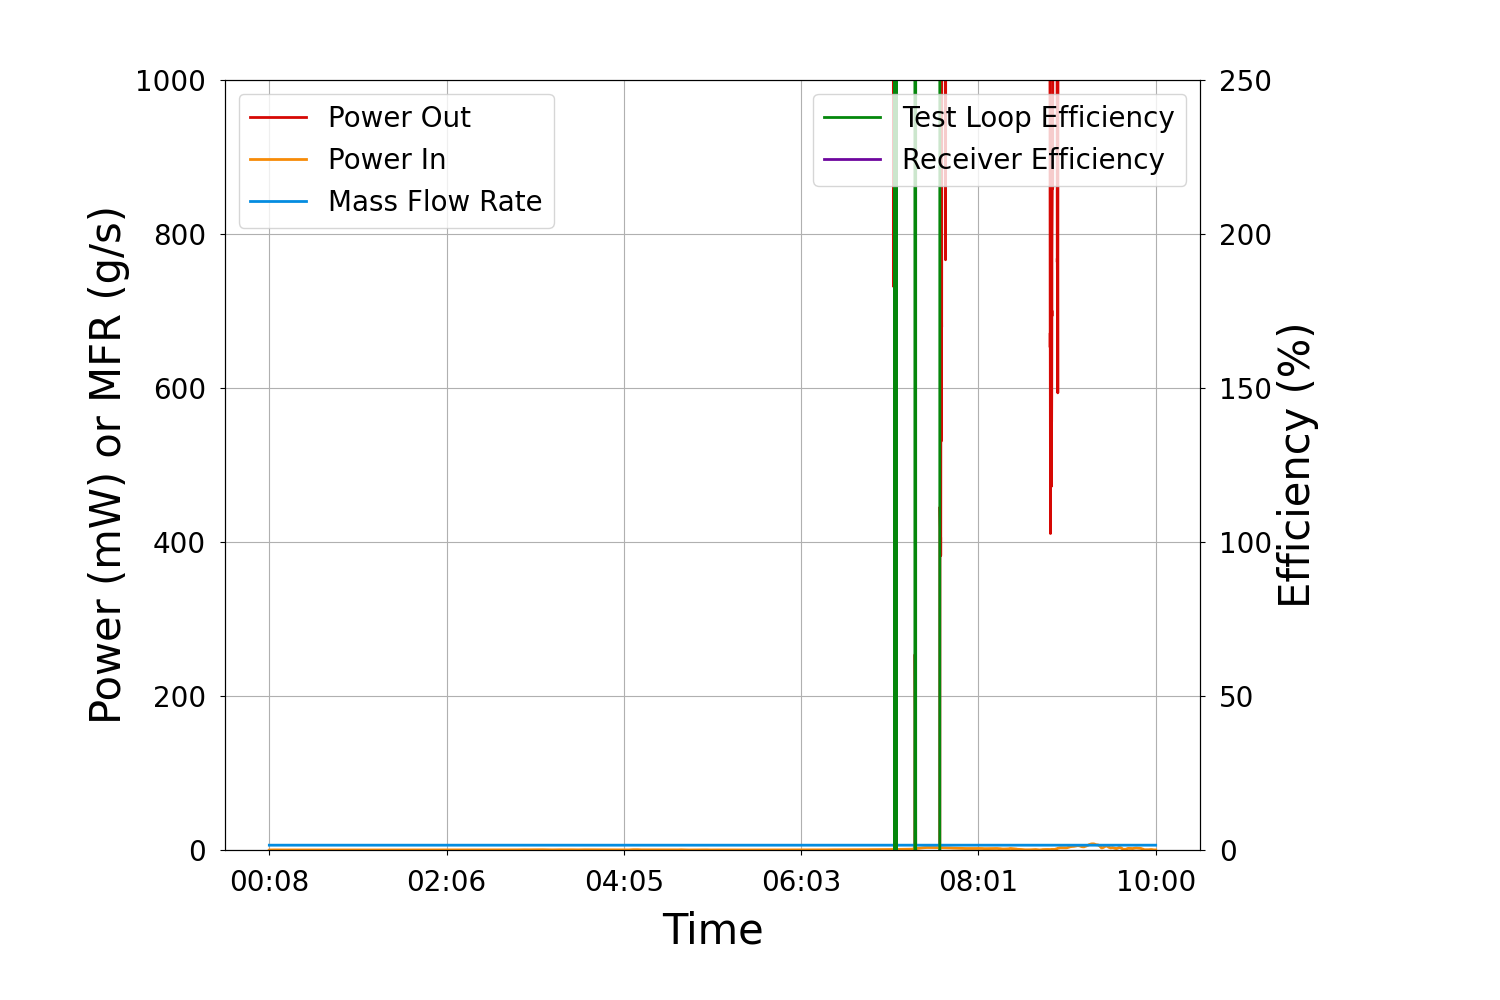 1000
800
600
400
200
0
Power (mW) or MFR (g/s)
Power Out
Power In
Mass Flow Rate
Test Loop Efficiency
Receiver Efficiency
250
200
150
100
50
0
Efficiency (%)
00:08 02:06 04:05 06:03 08:01 10:00
Time